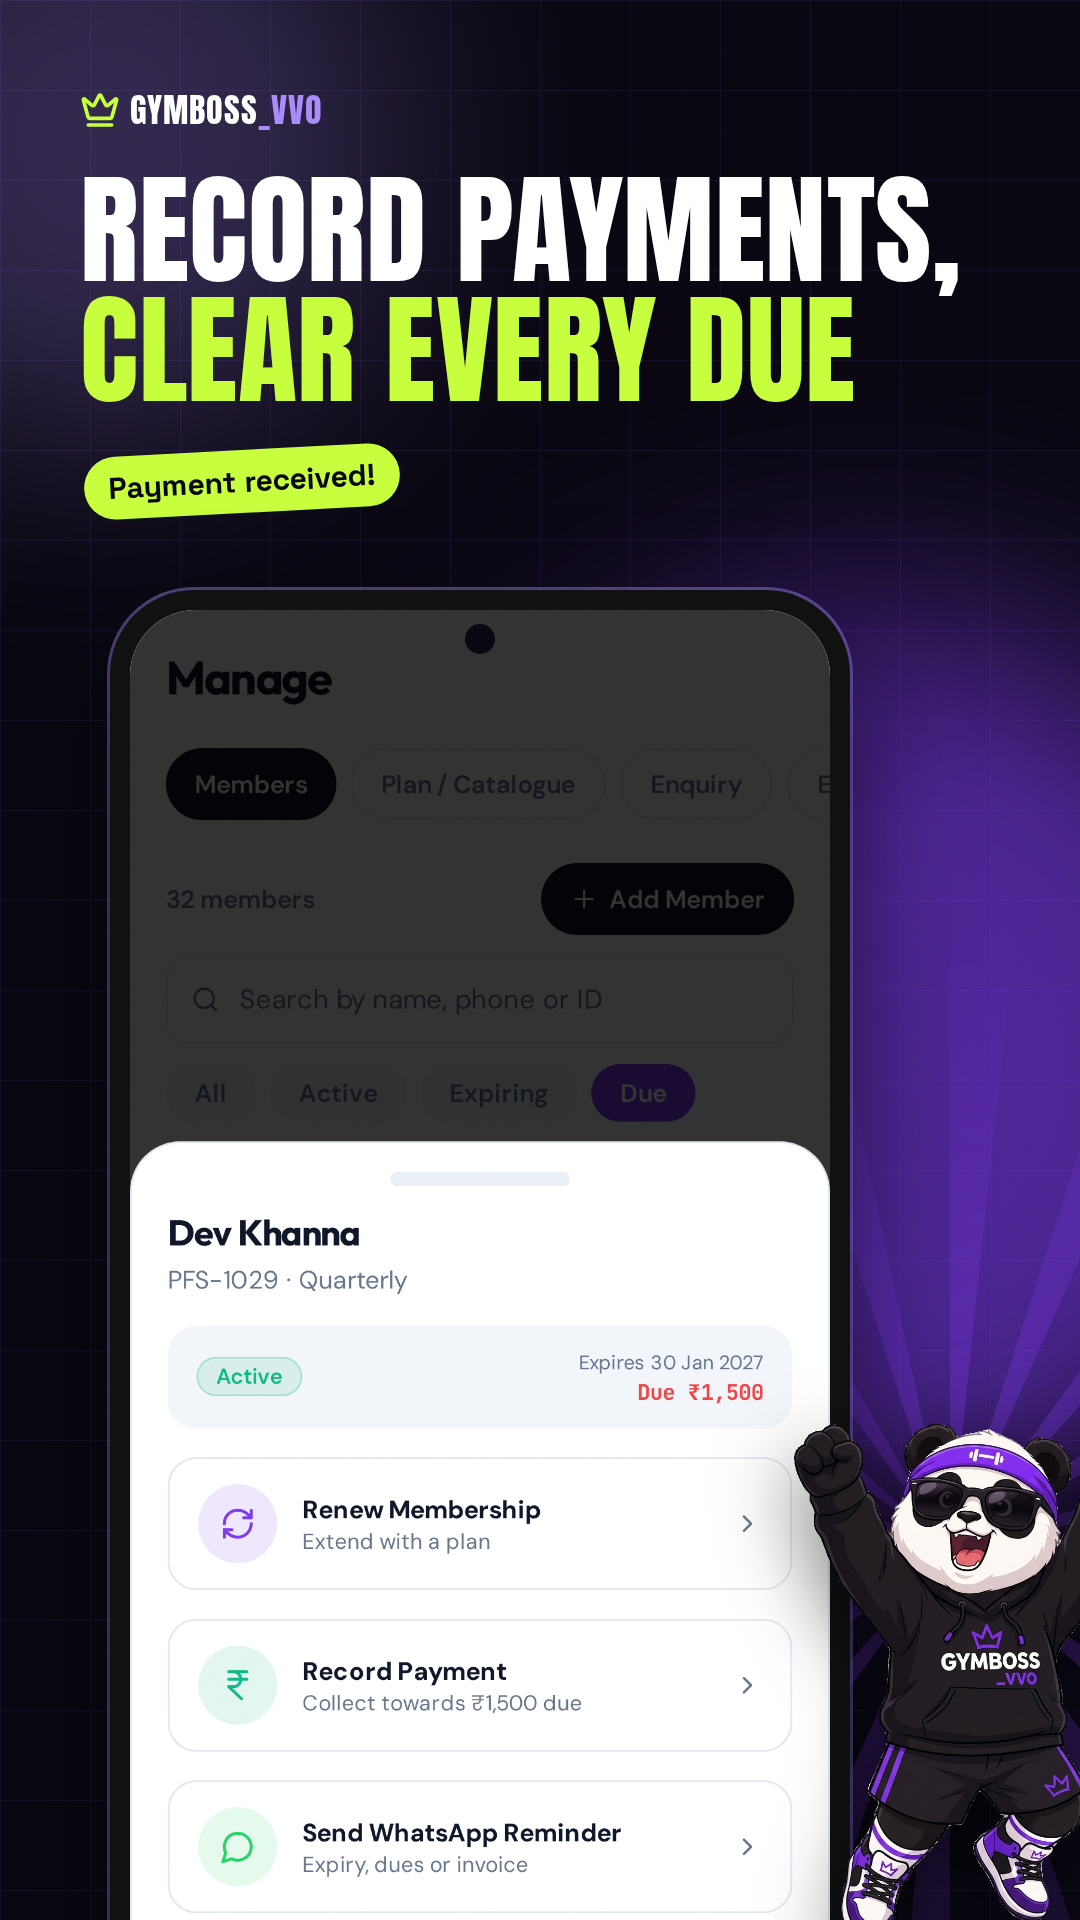 GYMBOSS_VVO
RECORD PAYMENTS,
CLEAR EVERY DUE
Payment received!
Manage
Members
Plan / Catalogue
Enquiry
E
32 members
+ Add Member
Search by name, phone or ID
All
Active
Expiring
Due
Dev Khanna
PFS-1029 · Quarterly
Active
Expires 30 Jan 2027
Due ₹1,500
Renew Membership
Extend with a plan
₹
Record Payment
Collect towards ₹1,500 due
Send WhatsApp Reminder
Expiry, dues or invoice
GYMBOSS
_VVO